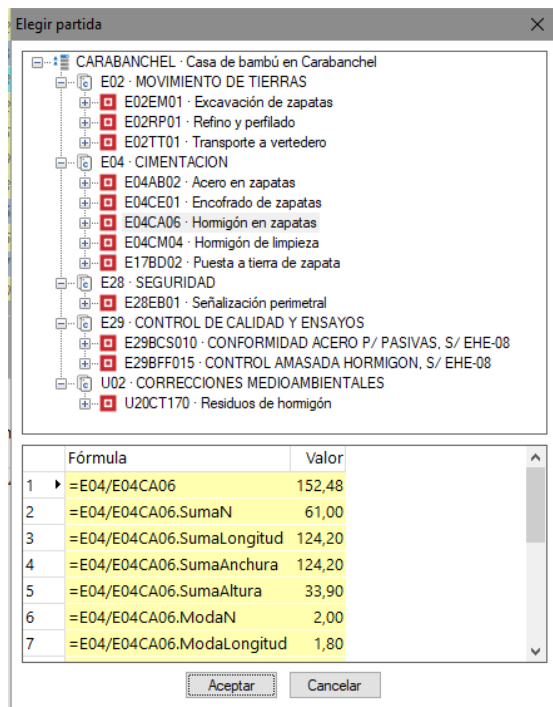 Elegir partida
CARABANCHEL · Casa de bambú en Carabanchel
E02 · MOVIMIENTO DE TIERRAS
E02EM01 · Excavación de zapatas
E02RP01 · Refino y perfilado
E02TT01 · Transporte a vertedero
E04 · CIMENTACION
E04AB02 · Acero en zapatas
E04CE01 · Encofrado de zapatas
E04CA06 · Hormigón en zapatas
E04CM04 · Hormigón de limpieza
E17BD02 · Puesta a tierra de zapata
E28 · SEGURIDAD
E28EB01 · Señalización perimetral
E29 · CONTROL DE CALIDAD Y ENSAYOS
E29BCS010 · CONFORMIDAD ACERO P/ PASIVAS, S/ EHE-08
E29BFF015 · CONTROL AMASADA HORMIGON, S/ EHE-08
U02 · CORRECCIONES MEDIOAMBIENTALES
U20CT170 · Residuos de hormigón
Fórmula Valor
1 =E04/E04CA06 152,48
2 =E04/E04CA06.SumaN 61,00
3 =E04/E04CA06.SumaLongitud 124,20
4 =E04/E04CA06.SumaAnchura 124,20
5 =E04/E04CA06.SumaAltura 33,90
6 =E04/E04CA06.ModaN 2,00
7 =E04/E04CA06.ModaLongitud 1,80
Aceptar Cancelar